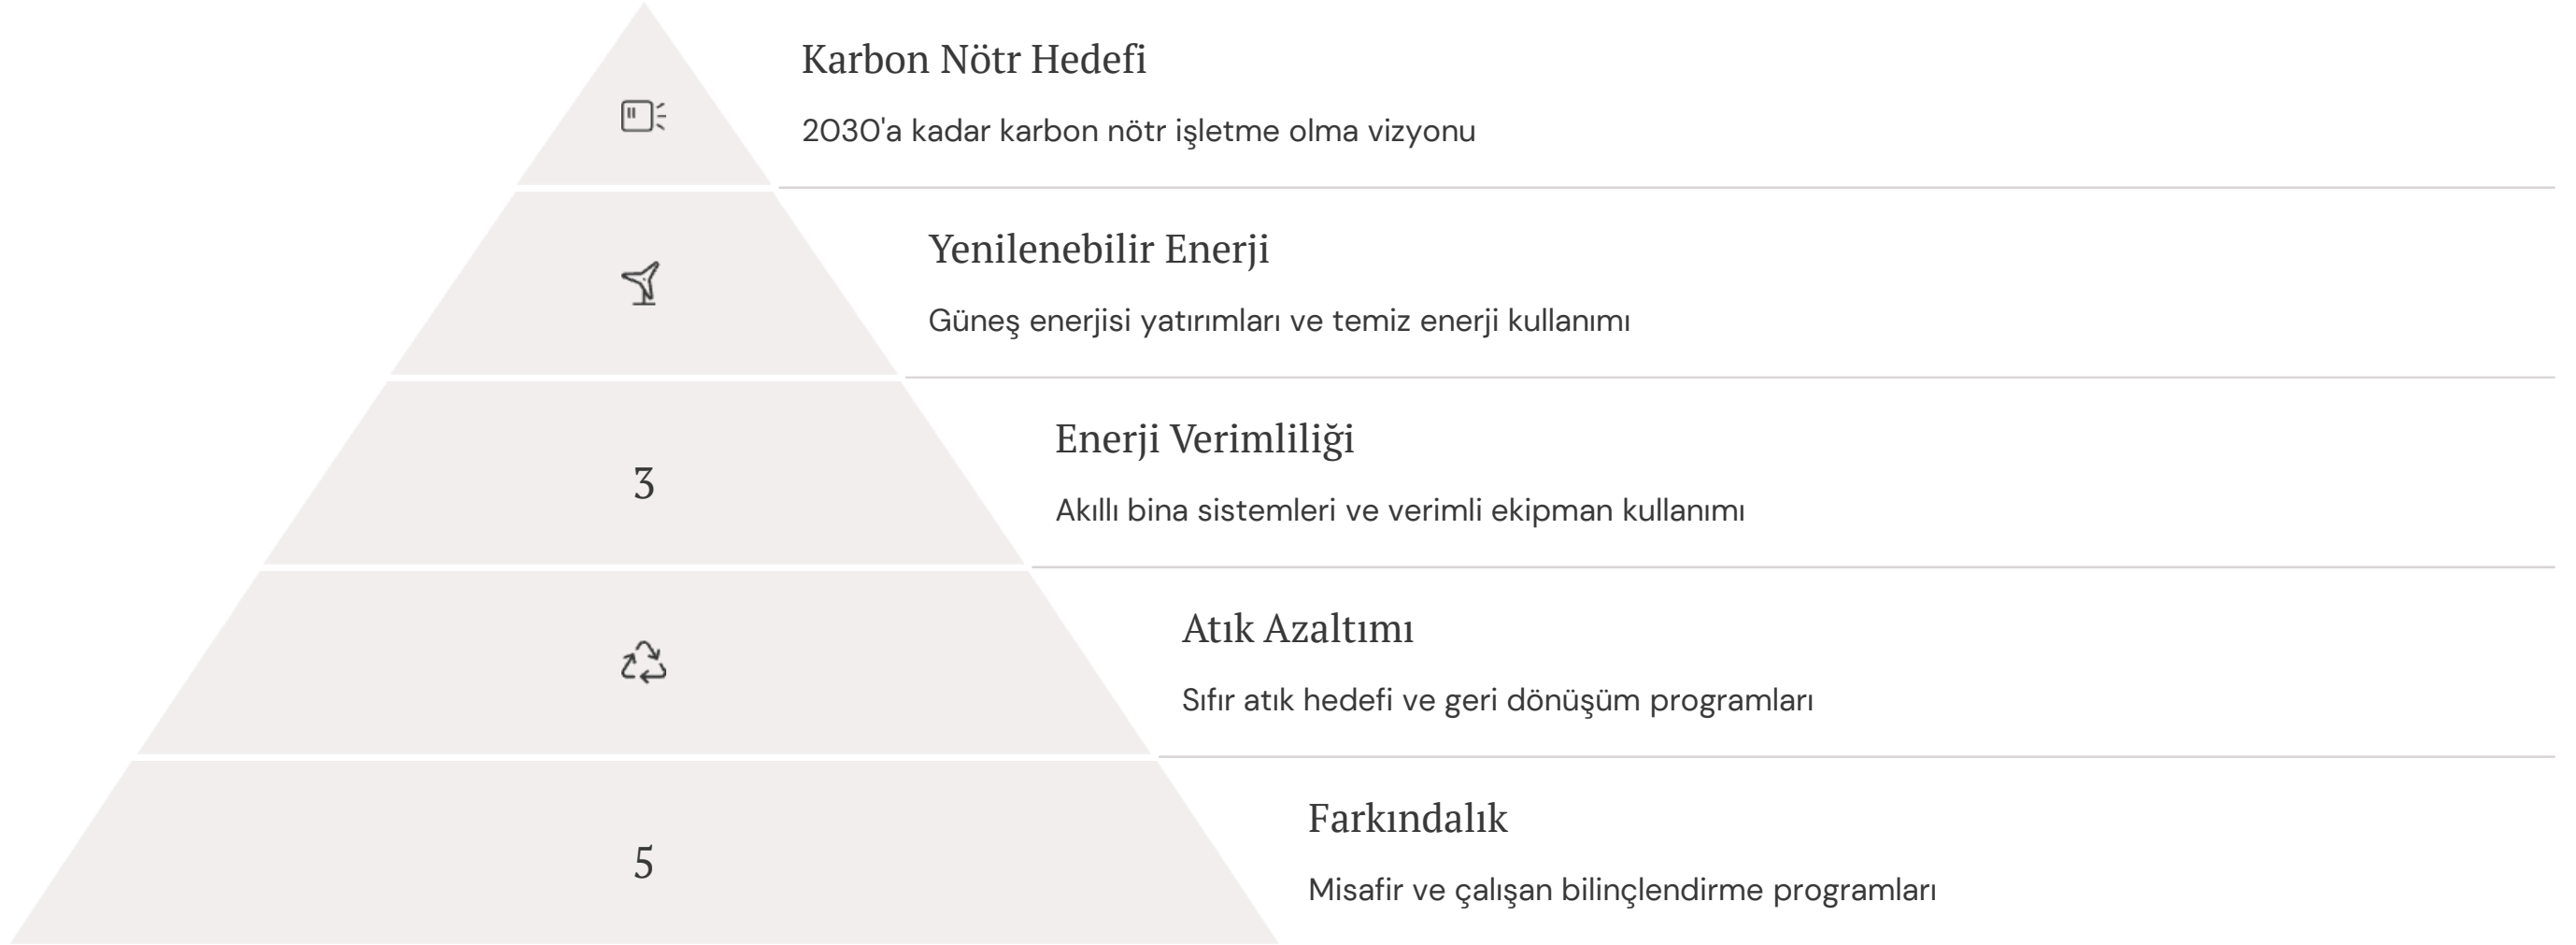 Karbon Nötr Hedefi
2030'a kadar karbon nötr işletme olma vizyonu
Yenilenebilir Enerji
Güneş enerjisi yatırımları ve temiz enerji kullanımı
3
Enerji Verimliliği
Akıllı bina sistemleri ve verimli ekipman kullanımı
Atık Azaltımı
Sıfır atık hedefi ve geri dönüşüm programları
5
Farkındalık
Misafir ve çalışan bilinçlendirme programları